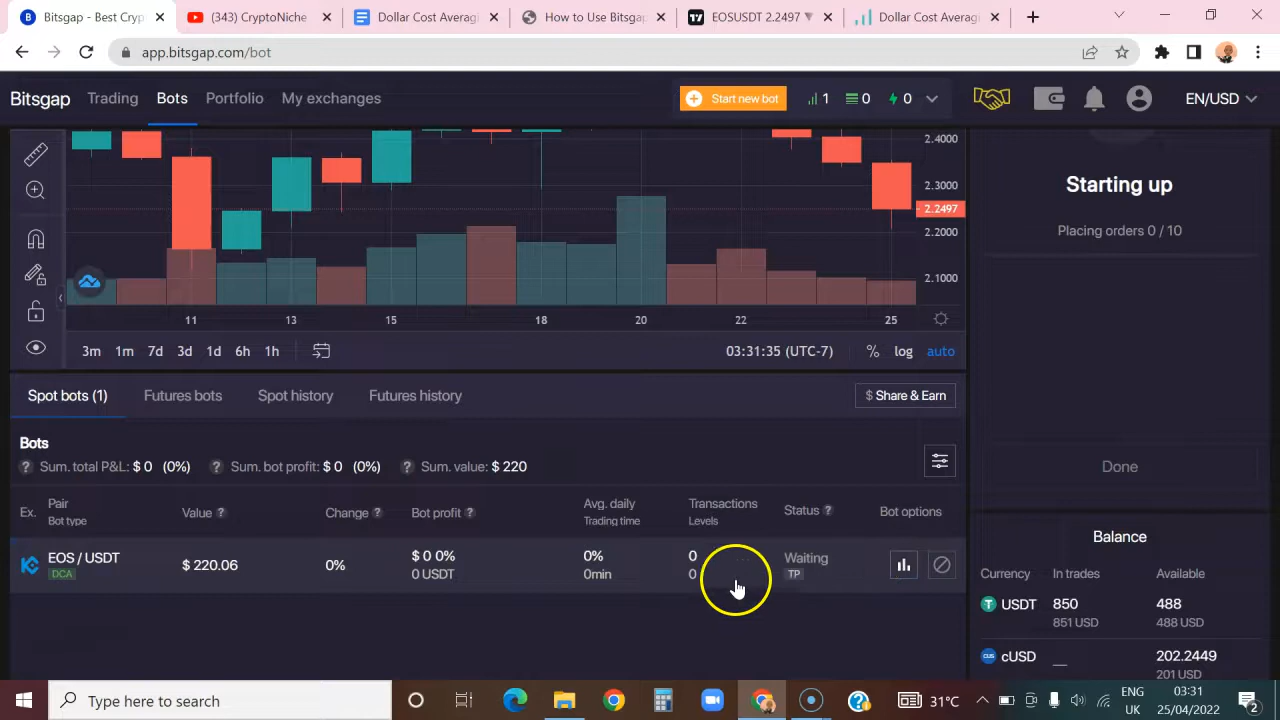 Bitsgap - Best Cryp
(343) CryptoNiche
Dollar Cost Averagi
How to Use Bitsgap
EOSUSDT 2.2497 ▼
Dollar Cost Averagi
app.bitsgap.com/bot
Bitsgap
Trading
Bots
Portfolio
My exchanges
Start new bot
1
0
0
EN/USD
2.4000
2.3000
2.2497
2.2000
2.1000
11
13
15
18
20
22
25
3m
1m
7d
3d
1d
6h
1h
03:31:35 (UTC-7)
%
log
auto
Starting up
Placing orders 0 / 10
Done
Spot bots (1)
Futures bots
Spot history
Futures history
$ Share & Earn
Bots
? Sum. total P&L: $ 0 (0%)
? Sum. bot profit: $ 0 (0%)
? Sum. value: $ 220
Ex.
Pair
Bot type
Value ?
Change ?
Bot profit ?
Avg. daily
Trading time
Transactions
Levels
Status ?
Bot options
EOS / USDT
DCA
$ 220.06
0%
$ 0 0%
0 USDT
0%
0min
0
0
Waiting
TP
Balance
Currency
In trades
Available
USDT
850
488
851 USD
488 USD
cUSD
__
202.2449
201 USD
Type here to search
31°C
ENG
UK
03:31
25/04/2022
2